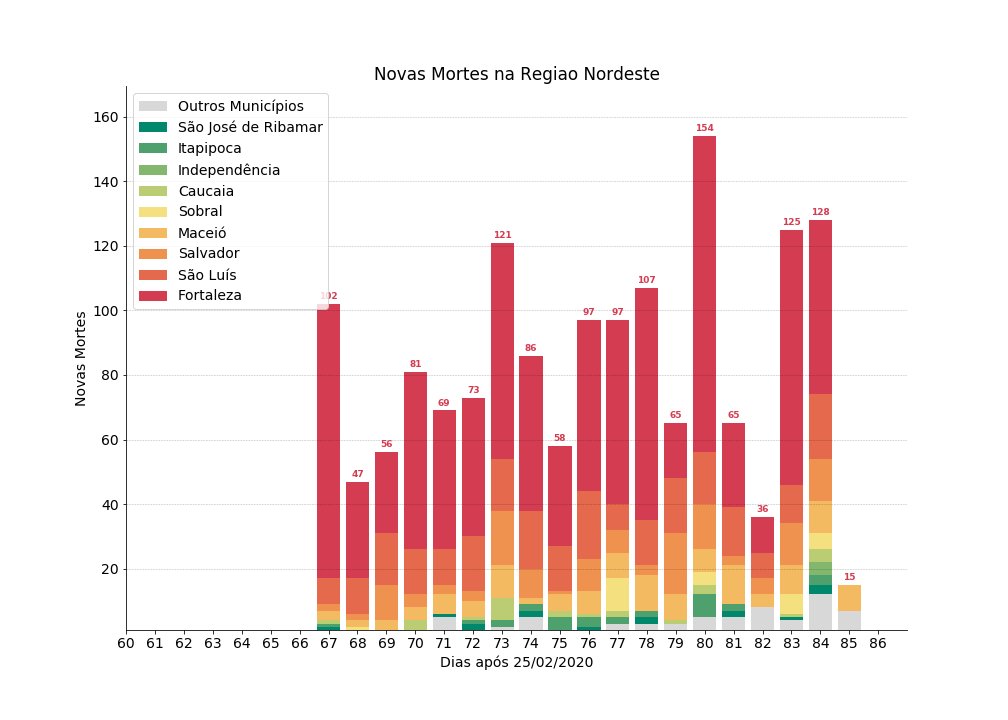 Novas Mortes na Regiao Nordeste
Outros Municípios
São José de Ribamar
Itapipoca
Independência
Caucaia
Sobral
Maceió
Salvador
São Luís
Fortaleza
Novas Mortes
160
140
120
100
80
60
40
20
102
47
56
81
69
73
121
86
58
97
97
107
65
154
65
36
125
128
15
60 61 62 63 64 65 66 67 68 69 70 71 72 73 74 75 76 77 78 79 80 81 82 83 84 85 86
Dias após 25/02/2020